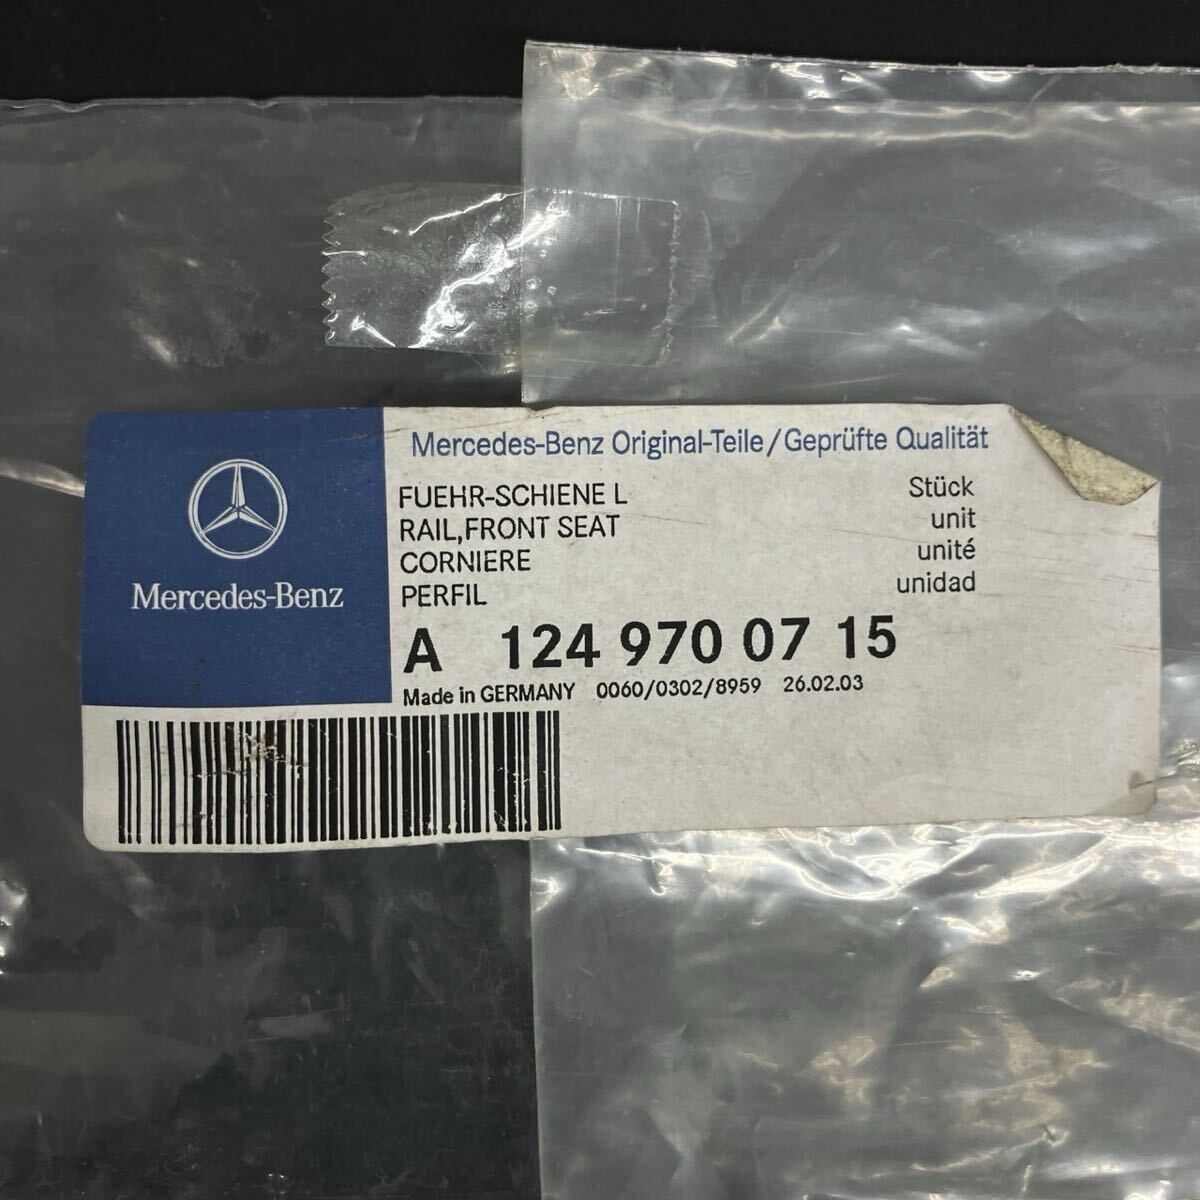 Mercedes-Benz Original-Teile/Geprüfte Qualität
FUEHR-SCHIENE L Stück
RAIL,FRONT SEAT unit
CORNIERE unité
PERFIL unidad
Mercedes-Benz
A 124 970 07 15
Made in GERMANY 0060/0302/8959 26.02.03